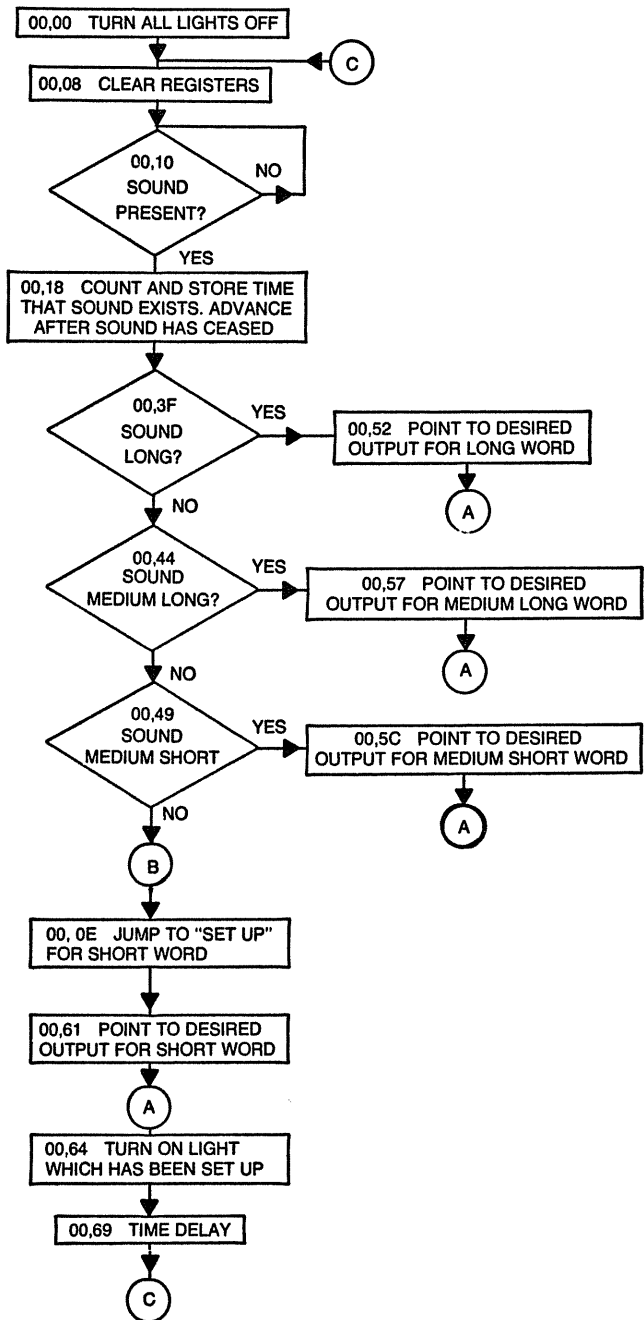 00,00 TURN ALL LIGHTS OFF
C
00,08 CLEAR REGISTERS
00,10
SOUND
PRESENT?
NO
YES
00,18 COUNT AND STORE TIME
THAT SOUND EXISTS. ADVANCE
AFTER SOUND HAS CEASED
00,3F
SOUND
LONG?
YES
00,52 POINT TO DESIRED
OUTPUT FOR LONG WORD
A
NO
00,44
SOUND
MEDIUM LONG?
YES
00,57 POINT TO DESIRED
OUTPUT FOR MEDIUM LONG WORD
A
NO
00,49
SOUND
MEDIUM SHORT
YES
00,5C POINT TO DESIRED
OUTPUT FOR MEDIUM SHORT WORD
A
NO
B
00, 0E JUMP TO "SET UP"
FOR SHORT WORD
00,61 POINT TO DESIRED
OUTPUT FOR SHORT WORD
A
00,64 TURN ON LIGHT
WHICH HAS BEEN SET UP
00,69 TIME DELAY
C